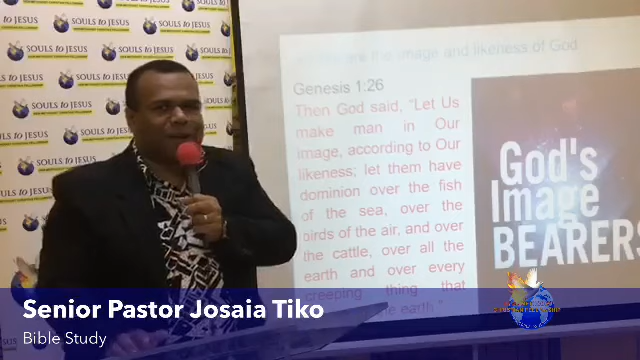 SOULS to JESUS
We are the image and likeness of God
Genesis 1:26
Then God said, "Let Us
make man in Our
image, according to Our
likeness; let them have
dominion over the fish
of the sea, over the
birds of the air, and over
the cattle, over all the
earth and over every
creeping thing that
the earth."
God's
Image
BEARERS
Senior Pastor Josaia Tiko
Bible Study